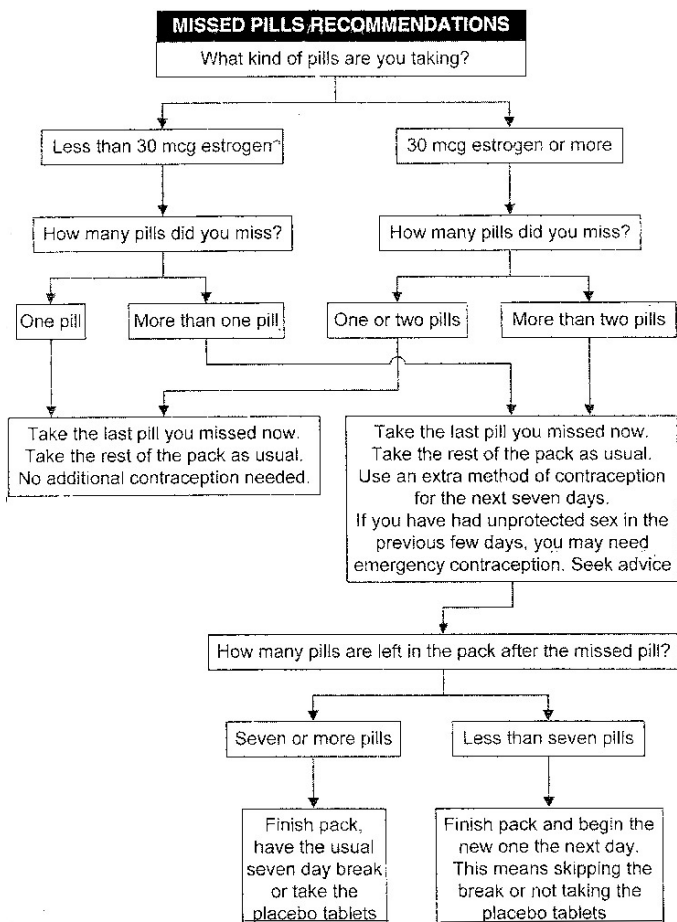 MISSED PILLS RECOMMENDATIONS
What kind of pills are you taking?
Less than 30 mcg estrogen
30 mcg estrogen or more
How many pills did you miss?
How many pills did you miss?
One pill
More than one pill
One or two pills
More than two pills
Take the last pill you missed now.
Take the rest of the pack as usual.
No additional contraception needed.
Take the last pill you missed now.
Take the rest of the pack as usual.
Use an extra method of contraception
for the next seven days.
If you have had unprotected sex in the
previous few days, you may need
emergency contraception. Seek advice
How many pills are left in the pack after the missed pill?
Seven or more pills
Less than seven pills
Finish pack,
have the usual
seven day break
or take the
placebo tablets
Finish pack and begin the
new one the next day.
This means skipping the
break or not taking the
placebo tablets